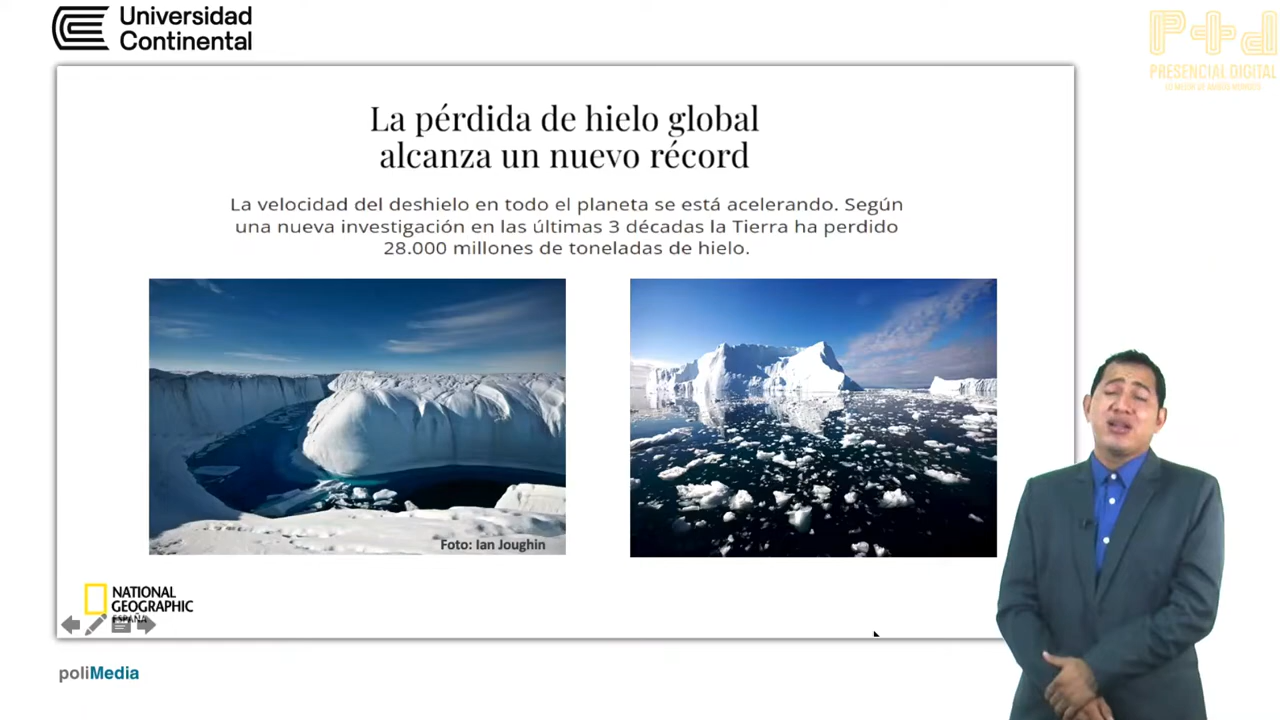 Universidad
Continental
P+d
PRESENCIAL DIGITAL
La pérdida de hielo global
alcanza un nuevo récord
La velocidad del deshielo en todo el planeta se está acelerando. Según
una nueva investigación en las últimas 3 décadas la Tierra ha perdido
28.000 millones de toneladas de hielo.
Foto: Ian Joughin
NATIONAL
GEOGRAPHIC
ESPAÑA
poliMedia